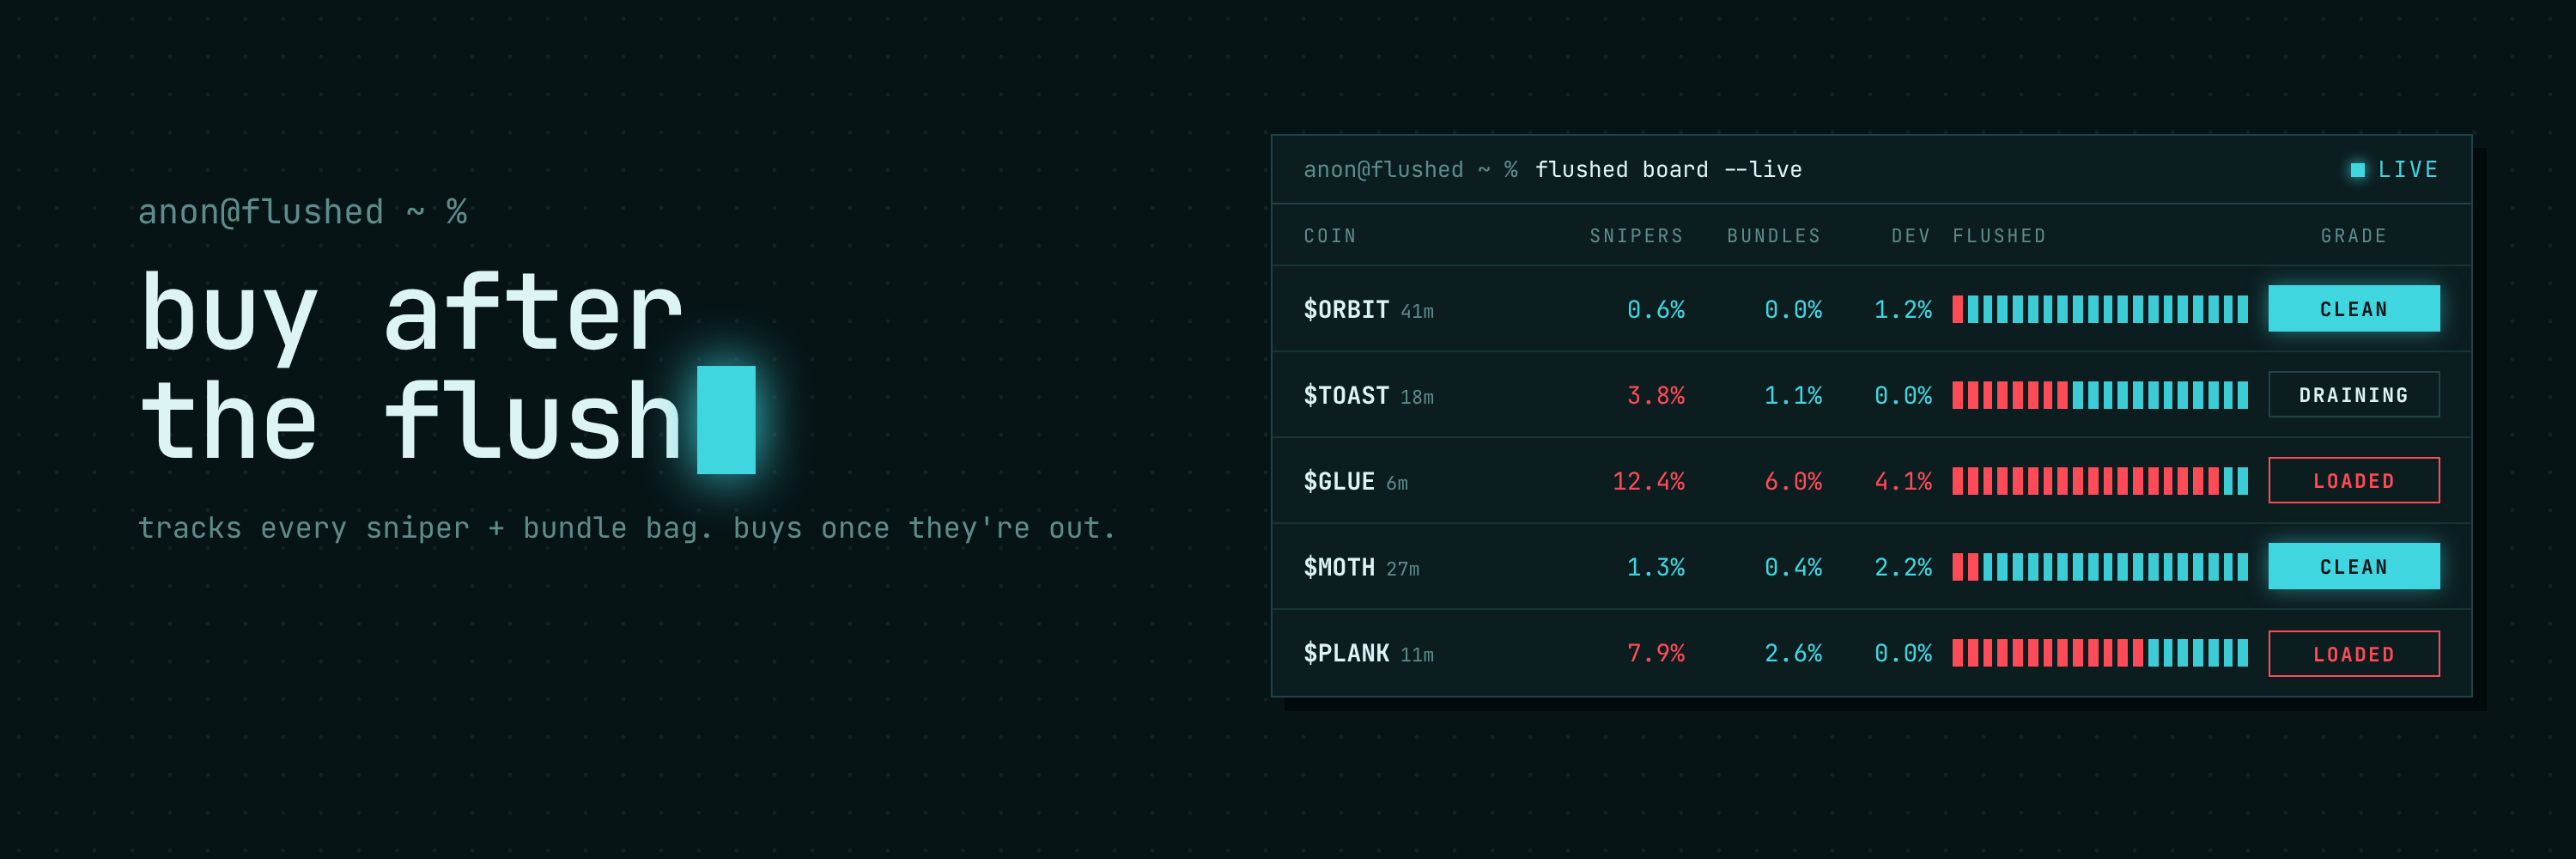 anon@flushed ~ %
buy after
the flush
tracks every sniper + bundle bag. buys once they're out.
anon@flushed ~ % flushed board --live LIVE
COIN SNIPERS BUNDLES DEV FLUSHED GRADE
$ORBIT 41m 0.6% 0.0% 1.2% CLEAN
$TOAST 18m 3.8% 1.1% 0.0% DRAINING
$GLUE 6m 12.4% 6.0% 4.1% LOADED
$MOTH 27m 1.3% 0.4% 2.2% CLEAN
$PLANK 11m 7.9% 2.6% 0.0% LOADED